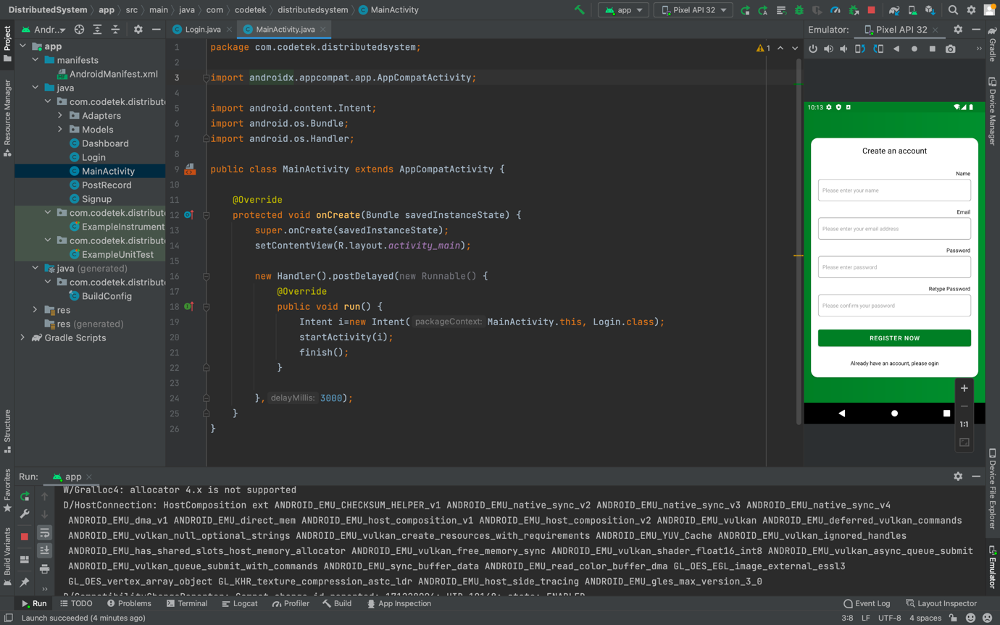 DistributedSystem app src main java com codetek distributedsystem MainActivity
app Pixel API 32
Project
Andr...
Login.java MainActivity.java
Emulator: Pixel API 32
app
manifests
AndroidManifest.xml
java
com.codetek.distribute
Adapters
Models
Dashboard
Login
MainActivity
PostRecord
Signup
com.codetek.distribute
ExampleInstrument
com.codetek.distribute
ExampleUnitTest
java (generated)
com.codetek.distribute
BuildConfig
res
res (generated)
Gradle Scripts
Resource Manager
Structure
Favorites
Build Variants
1 package com.codetek.distributedsystem;
2
3 import androidx.appcompat.app.AppCompatActivity;
4
5 import android.content.Intent;
6 import android.os.Bundle;
7 import android.os.Handler;
8
9 public class MainActivity extends AppCompatActivity {
10
11 @Override
12 protected void onCreate(Bundle savedInstanceState) {
13 super.onCreate(savedInstanceState);
14 setContentView(R.layout.activity_main);
15
16 new Handler().postDelayed(new Runnable() {
17 @Override
18 public void run() {
19 Intent i=new Intent( packageContext: MainActivity.this, Login.class);
20 startActivity(i);
21 finish();
22 }
23
24 }, delayMillis: 3000);
25 }
26 }
1
10:13
Create an account
Name
Please enter your name
Email
Please enter your email address
Password
Please enter password
Retype Password
Please confirm your password
REGISTER NOW
Already have an account, please ogin
1:1
Gradle
Device Manager
Device File Explorer
Emulator
Run: app
W/Gralloc4: allocator 4.x is not supported
D/HostConnection: HostComposition ext ANDROID_EMU_CHECKSUM_HELPER_v1 ANDROID_EMU_native_sync_v2 ANDROID_EMU_native_sync_v3 ANDROID_EMU_native_sync_v4
ANDROID_EMU_dma_v1 ANDROID_EMU_direct_mem ANDROID_EMU_host_composition_v1 ANDROID_EMU_host_composition_v2 ANDROID_EMU_vulkan ANDROID_EMU_deferred_vulkan_commands
ANDROID_EMU_vulkan_null_optional_strings ANDROID_EMU_vulkan_create_resources_with_requirements ANDROID_EMU_YUV_Cache ANDROID_EMU_vulkan_ignored_handles
ANDROID_EMU_has_shared_slots_host_memory_allocator ANDROID_EMU_vulkan_free_memory_sync ANDROID_EMU_vulkan_shader_float16_int8 ANDROID_EMU_vulkan_async_queue_submit
ANDROID_EMU_vulkan_queue_submit_with_commands ANDROID_EMU_sync_buffer_data ANDROID_EMU_read_color_buffer_dma GL_OES_EGL_image_external_essl3
GL_OES_vertex_array_object GL_KHR_texture_compression_astc_ldr ANDROID_EMU_host_side_tracing ANDROID_EMU_gles_max_version_3_0
Run TODO Problems Terminal Logcat Profiler Build App Inspection Event Log Layout Inspector
Launch succeeded (4 minutes ago) 3:8 LF UTF-8 4 spaces